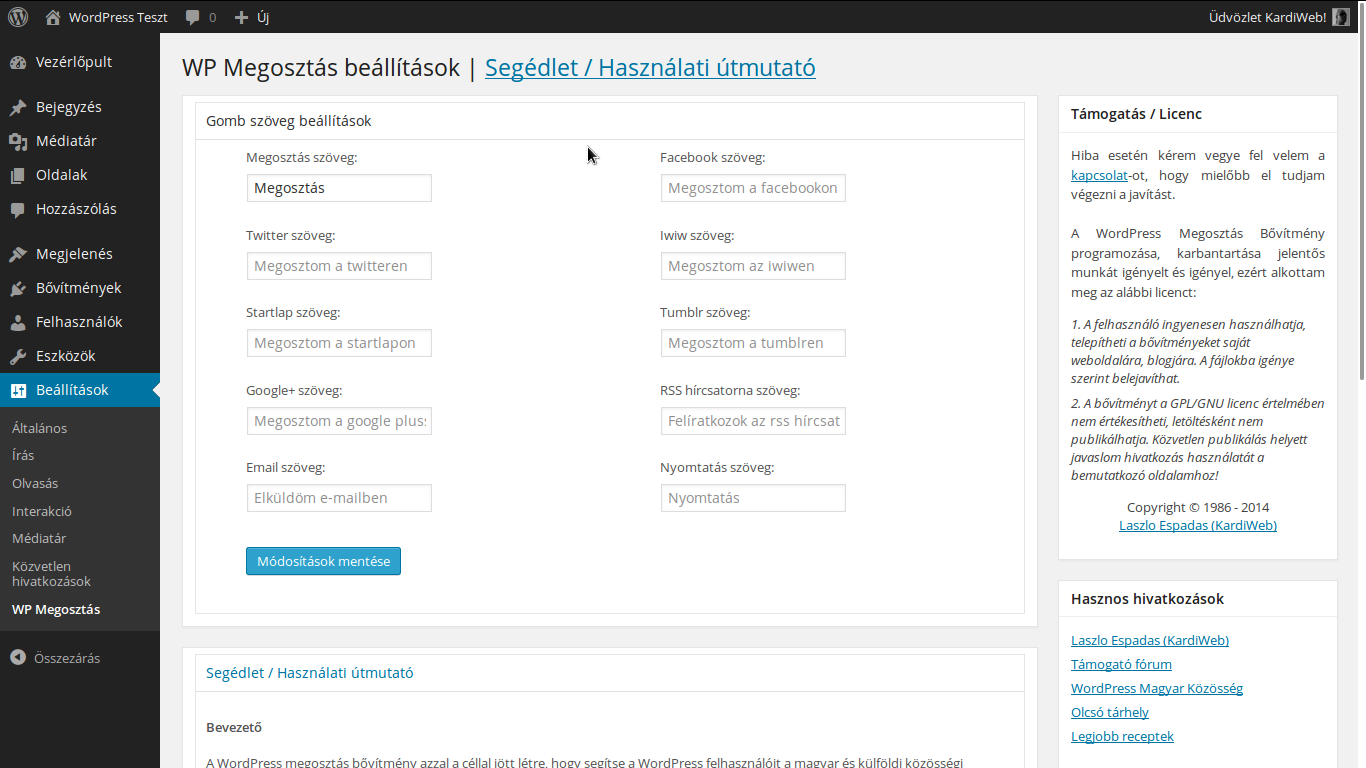 WordPress Teszt 0 Új Üdvözlet KardiWeb!
Vezérlőpult
Bejegyzés
Médiatár
Oldalak
Hozzászólás
Megjelenés
Bővítmények
Felhasználók
Eszközök
Beállítások
Általános
Írás
Olvasás
Interakció
Médiatár
Közvetlen
hivatkozások
WP Megosztás
Összezárás
WP Megosztás beállítások | Segédlet / Használati útmutató
Gomb szöveg beállítások
Megosztás szöveg: Facebook szöveg:
Megosztás Megosztom a facebookon
Twitter szöveg: Iwiw szöveg:
Megosztom a twitteren Megosztom az iwiwen
Startlap szöveg: Tumblr szöveg:
Megosztom a startlapon Megosztom a tumblren
Google+ szöveg: RSS hírcsatorna szöveg:
Megosztom a google plus Felíratkozok az rss hírcsat
Email szöveg: Nyomtatás szöveg:
Elküldöm e-mailben Nyomtatás
Módosítások mentése
Segédlet / Használati útmutató
Bevezető
A WordPress megosztás bővítmény azzal a céllal jött létre, hogy segítse a WordPress felhasználóit a magyar és külföldi közösségi
Támogatás / Licenc
Hiba esetén kérem vegye fel velem a
kapcsolat-ot, hogy mielőbb el tudjam
végezni a javítást.
A WordPress Megosztás Bővítmény
programozása, karbantartása jelentős
munkát igényelt és igényel, ezért alkottam
meg az alábbi licenct:
1. A felhasználó ingyenesen használhatja,
telepítheti a bővítményeket saját
weboldalára, blogjára. A fájlokba igénye
szerint belejavíthat.
2. A bővítményt a GPL/GNU licenc értelmében
nem értékesítheti, letöltésként nem
publikálhatja. Közvetlen publikálás helyett
javaslom hivatkozás használatát a
bemutatkozó oldalamhoz!
Copyright © 1986 - 2014
Laszlo Espadas (KardiWeb)
Hasznos hivatkozások
Laszlo Espadas (KardiWeb)
Támogató fórum
WordPress Magyar Közösség
Olcsó tárhely
Legjobb receptek